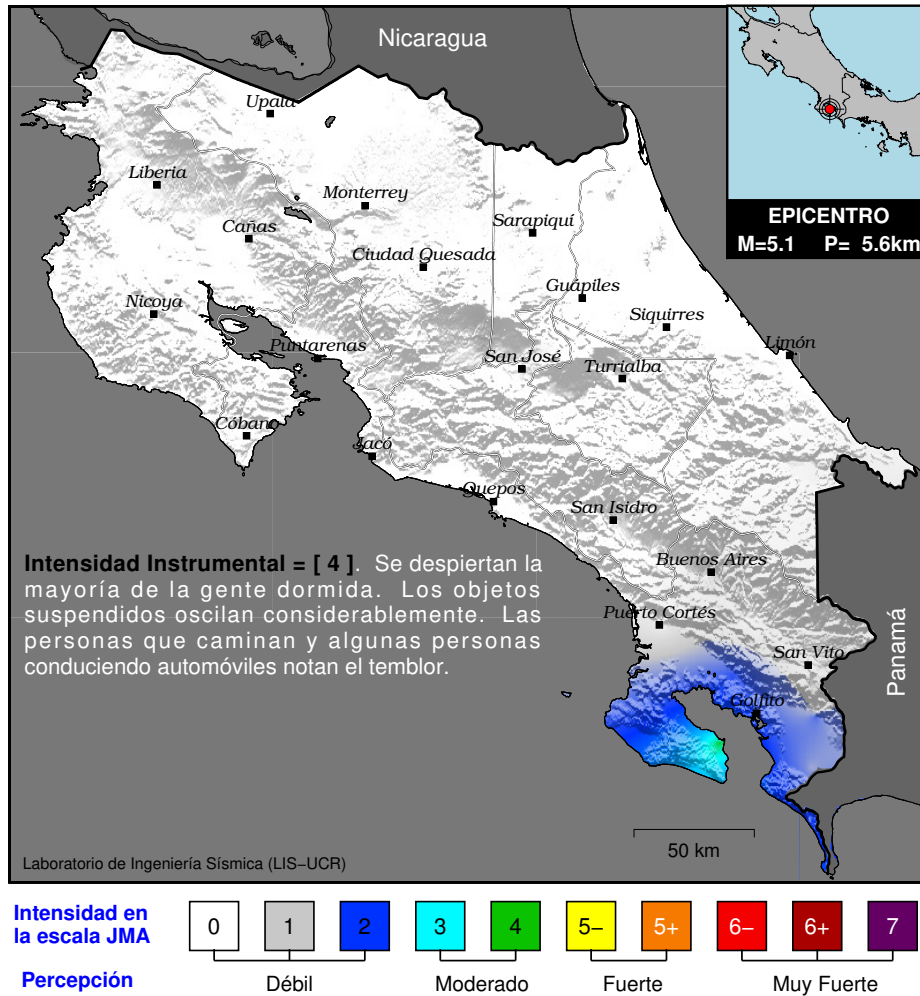 Nicaragua
Upala
Liberia
Monterrey
Cañas
Sarapiquí
Ciudad Quesada
Guápiles
Nicoya
Siquirres
Puntarenas
San José
Turrialba
Limón
Cóbano
Jacó
Quepos
San Isidro
Buenos Aires
Puerto Cortés
San Vito
Golfito
Panamá
EPICENTRO
M=5.1 P= 5.6km
Intensidad Instrumental = [ 4 ]. Se despiertan la
mayoría de la gente dormida. Los objetos
suspendidos oscilan considerablemente. Las
personas que caminan y algunas personas
conduciendo automóviles notan el temblor.
50 km
Laboratorio de Ingeniería Sísmica (LIS−UCR)
Intensidad en
la escala JMA
0 1 2 3 4 5− 5+ 6− 6+ 7
Percepción
Débil Moderado Fuerte Muy Fuerte